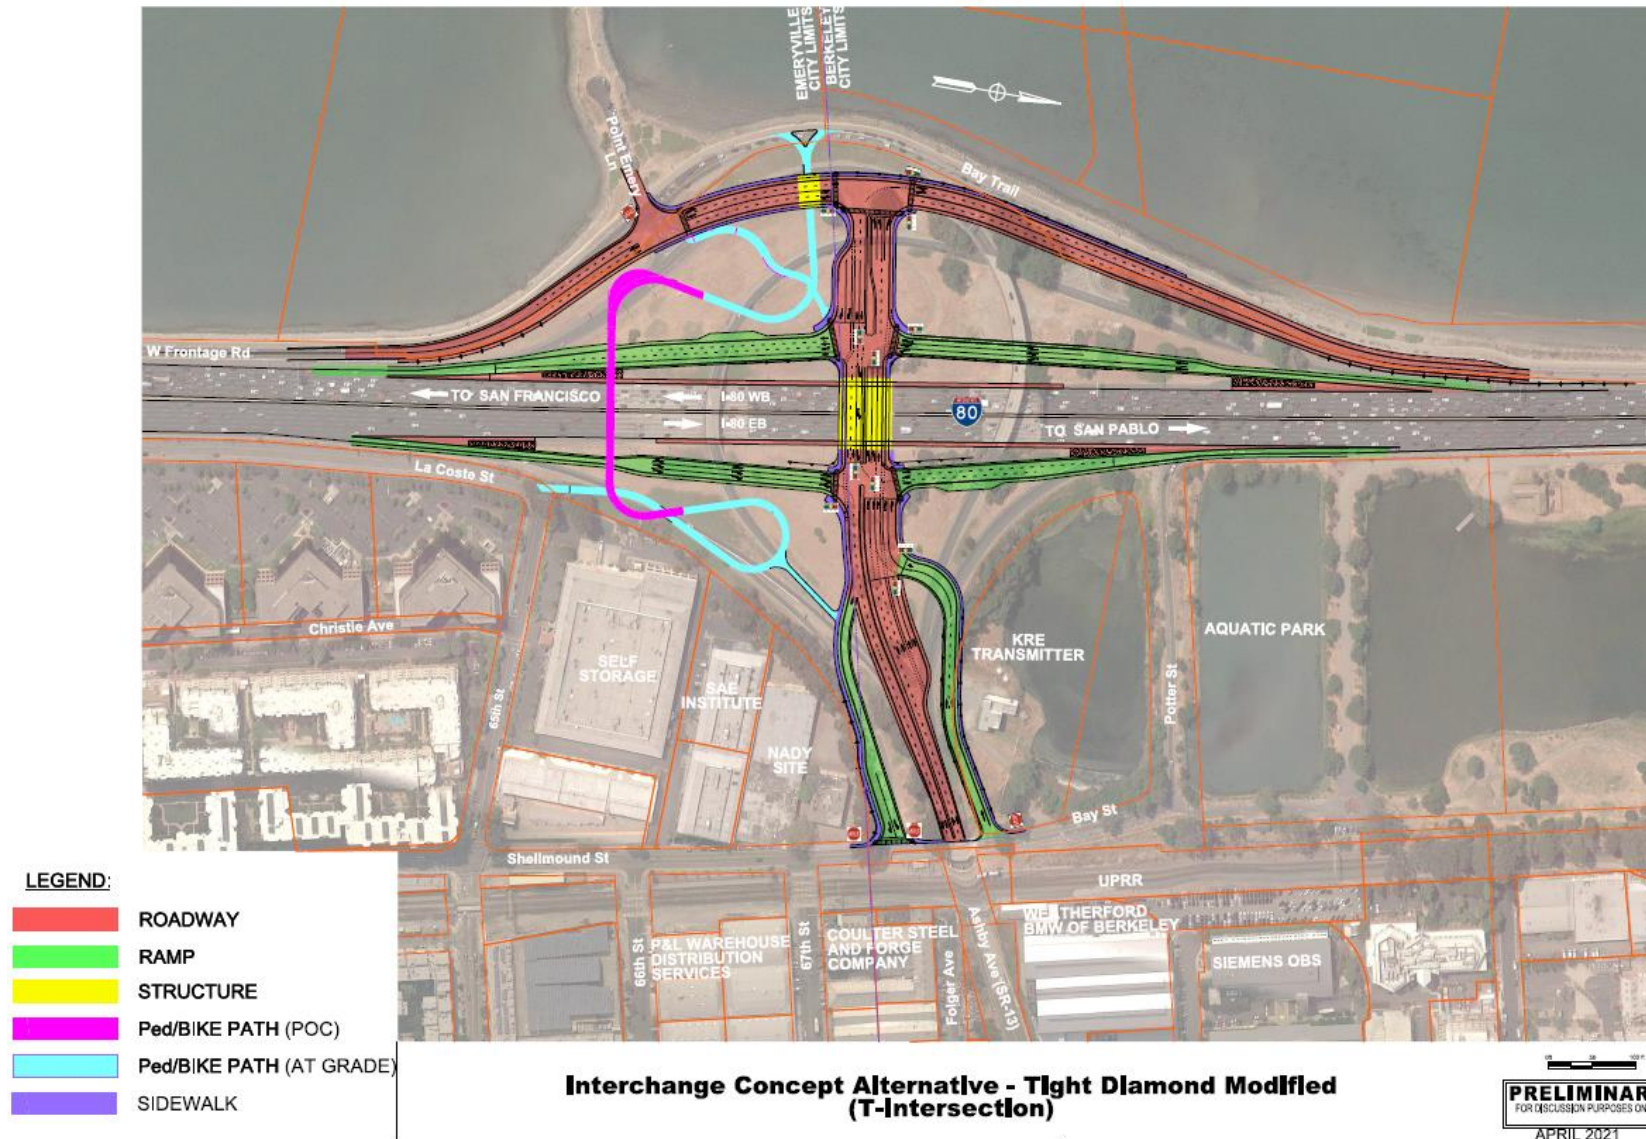 EMERYVILLE
CITY LIMITS
BERKELEY
CITY LIMITS
Point Emery
Ln
Bay Trail
W Frontage Rd
TO SAN FRANCISCO
I-80 WB
I-80 EB
80
TO SAN PABLO
La Coste St
Christie Ave
65th St
SELF
STORAGE
SAE
INSTITUTE
NADY
SITE
KRE
TRANSMITTER
Potter St
AQUATIC PARK
Bay St
Shellmound St
UPRR
66th St
P&L WAREHOUSE
DISTRIBUTION
SERVICES
67th St
COULTER STEEL
AND FORGE
COMPANY
Folger Ave
Ashby Ave (SR-13)
WEATHERFORD
BMW OF BERKELEY
SIEMENS OBS
LEGEND:
ROADWAY
RAMP
STRUCTURE
Ped/BIKE PATH (POC)
Ped/BIKE PATH (AT GRADE)
SIDEWALK
Interchange Concept Alternative - Tight Diamond Modified
(T-Intersection)
PRELIMINAR
FOR DISCUSSION PURPOSES ON
APRIL 2021